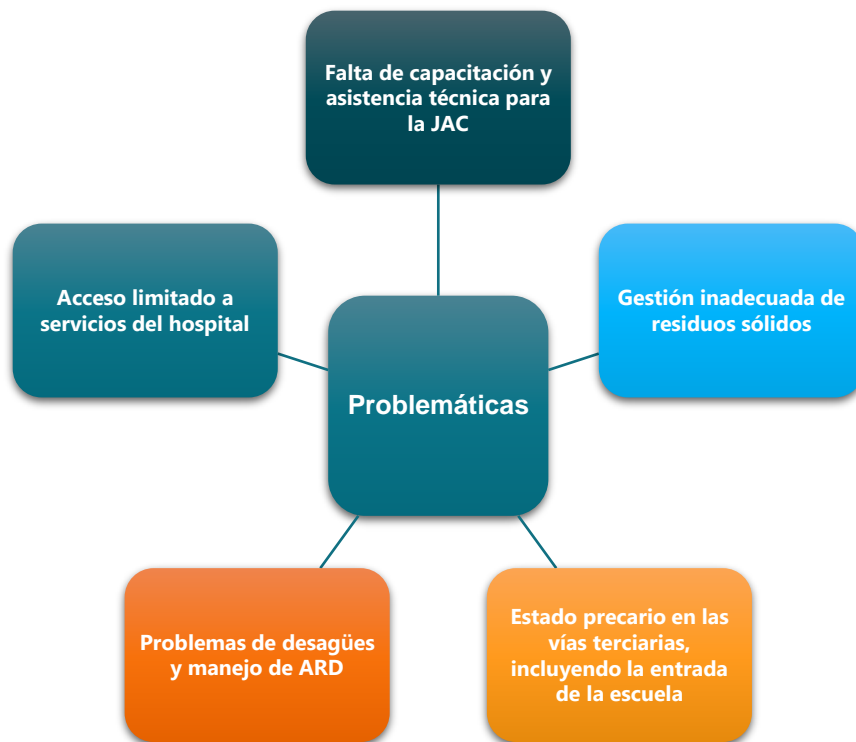 Falta de capacitación y
asistencia técnica para
la JAC
Acceso limitado a
servicios del hospital
Gestión inadecuada de
residuos sólidos
Problemáticas
Problemas de desagües
y manejo de ARD
Estado precario en las
vías terciarias,
incluyendo la entrada
de la escuela